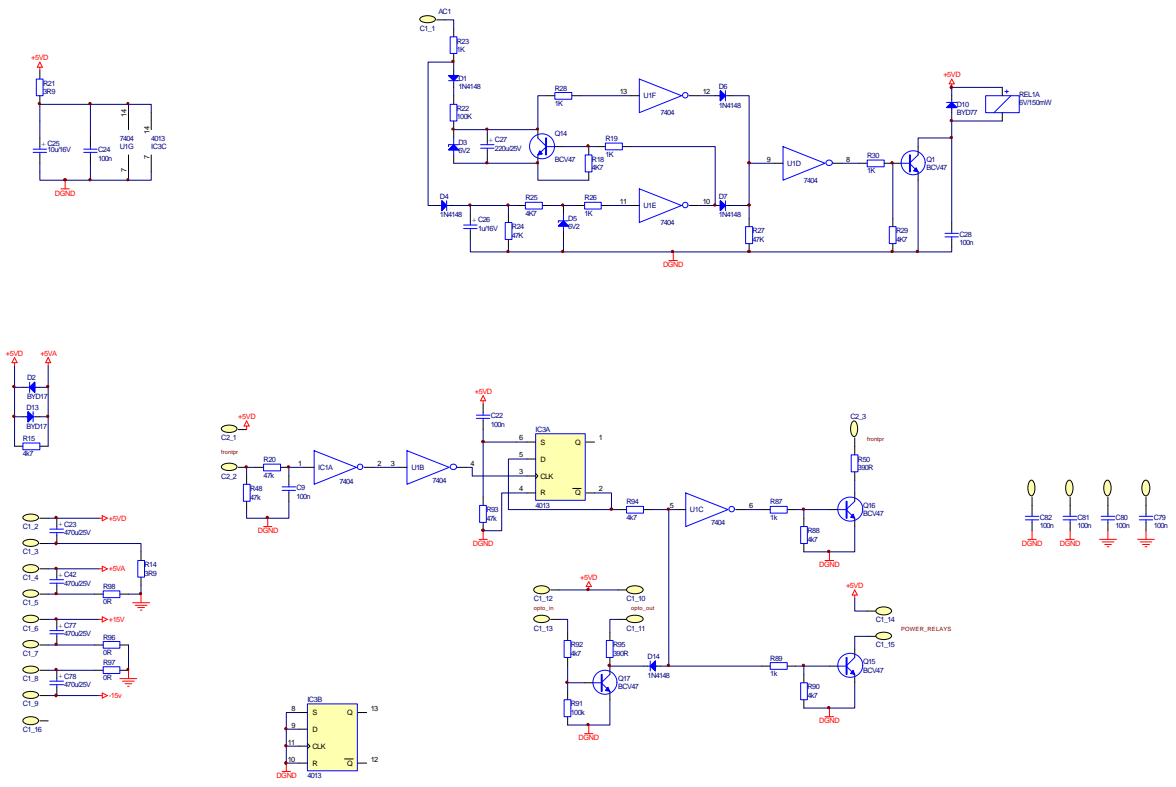 AC1
C1_1
R23
1K
D1
1N4148
R22
100K
D3
6V2
C27
220u/25V
R28
1K
Q14
BCV47
R19
1K
R18
4K7
13
U1F
12
7404
D6
1N4148
D4
1N4148
C26
1u/16V
R24
47K
R25
4K7
D5
6V2
R26
1K
11
U1E
10
7404
D7
1N4148
R27
47K
9
U1D
8
7404
R30
1K
R29
4K7
Q1
BCV47
C28
100n
+5VD
D10
BYD77
+
REL1A
6V/150mW
DGND
+5VD
R21
3R9
C25
10u/16V
C24
100n
14
7404
U1G
7
14
4013
IC3C
7
DGND
+5VD
+5VA
D2
BYD17
D13
BYD17
R15
4k7
+5VD
C2_1
frontpr
C2_2
R20
47k
R48
47k
C9
100n
DGND
1
IC1A
2
7404
3
U1B
4
7404
+5VD
C22
100n
R93
47k
DGND
IC3A
6
S
Q
1
5
D
3
CLK
4
R
Q
2
4013
R94
4k7
5
U1C
6
7404
R87
1k
R88
4k7
DGND
Q16
BCV47
R50
390R
frontpr
C2_3
C82
100n
DGND
C81
100n
DGND
C80
100n
C79
100n
C1_2
+5VD
C23
470u/25V
C1_3
R14
3R9
C1_4
+5VA
C42
470u/25V
C1_5
R98
0R
C1_6
+15V
C77
470u/25V
C1_7
R96
0R
C1_8
R97
0R
C78
470u/25V
C1_9
-15v
C1_16
IC3B
8
S
Q
13
9
D
11
CLK
10
R
Q
12
DGND
4013
+5VD
C1_12
C1_10
opto_in
opto_out
C1_13
C1_11
R92
4k7
R95
390R
D14
1N4148
Q17
BCV47
R91
100k
DGND
R89
1k
R90
4k7
DGND
Q15
BCV47
+5VD
C1_14
POWER_RELAYS
C1_15